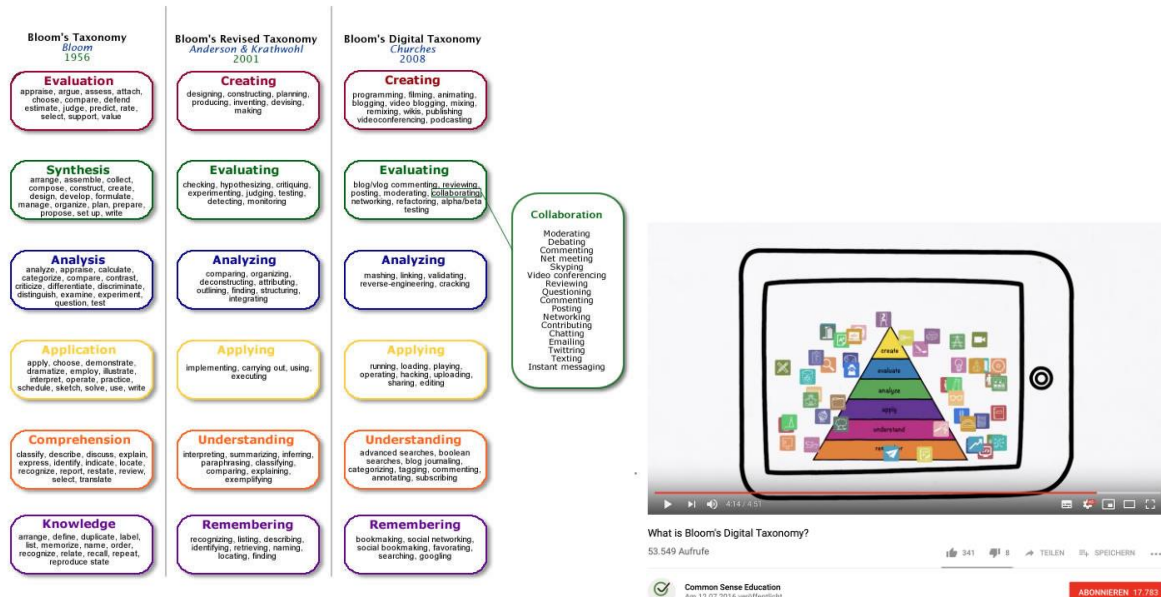 Bloom's Taxonomy
Bloom
1956
Evaluation
appraise, argue, assess, attach,
choose, compare, defend
estimate, judge, predict, rate,
select, support, value
Synthesis
arrange, assemble, collect,
compose, construct, create,
design, develop, formulate,
manage, organize, plan, prepare,
propose, set up, write
Analysis
analyze, appraise, calculate,
categorize, compare, contrast,
criticize, differentiate, discriminate,
distinguish, examine, experiment,
question, test
Application
apply, choose, demonstrate,
dramatize, employ, illustrate,
interpret, operate, practice,
schedule, sketch, solve, use, write
Comprehension
classify, describe, discuss, explain,
express, identify, indicate, locate,
recognize, report, restate, review,
select, translate
Knowledge
arrange, define, duplicate, label,
list, memorize, name, order,
recognize, relate, recall, repeat,
reproduce state
Bloom's Revised Taxonomy
Anderson & Krathwohl
2001
Creating
designing, constructing, planning,
producing, inventing, devising,
making
Evaluating
checking, hypothesizing, critiquing,
experimenting, judging, testing,
detecting, monitoring
Analyzing
comparing, organizing,
deconstructing, attributing,
outlining, finding, structuring,
integrating
Applying
implementing, carrying out, using,
executing
Understanding
interpreting, summarizing, inferring,
paraphrasing, classifying,
comparing, explaining,
exemplifying
Remembering
recognizing, listing, describing,
identifying, retrieving, naming,
locating, finding
Bloom's Digital Taxonomy
Churches
2008
Creating
programming, filming, animating,
blogging, video blogging, mixing,
remixing, wikis, publishing
videoconferencing, podcasting
Evaluating
blog/vlog commenting, reviewing,
posting, moderating, collaborating,
networking, refactoring, alpha/beta
testing
Analyzing
mashing, linking, validating,
reverse-engineering, cracking
Applying
running, loading, playing,
operating, hacking, uploading,
sharing, editing
Understanding
advanced searches, boolean
searches, blog journaling,
categorizing, tagging, commenting,
annotating, subscribing
Remembering
bookmaking, social networking,
social bookmaking, favorating,
searching, googling
Collaboration
Moderating
Debating
Commenting
Net meeting
Skyping
Video conferencing
Reviewing
Questioning
Commenting
Posting
Networking
Contributing
Chatting
Emailing
Twittring
Texting
Instant messaging
create
evaluate
analyze
apply
understand
4:14 / 4:51
What is Bloom's Digital Taxonomy?
53.549 Aufrufe
341
8
TEILEN
SPEICHERN
Common Sense Education
Am 12.07.2016 veröffentlicht
ABONNIEREN 17.783